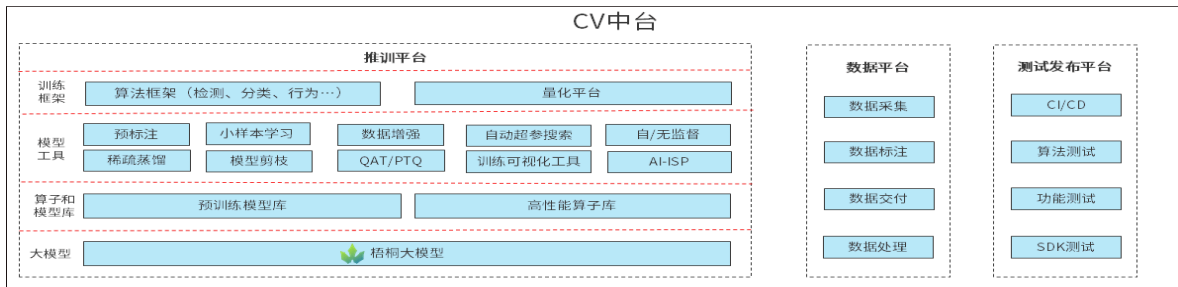 CV中台
推训平台
训练
框架
算法框架（检测、分类、行为…）
量化平台
模型
工具
预标注
小样本学习
数据增强
自动超参搜索
自/无监督
稀疏蒸馏
模型剪枝
QAT/PTQ
训练可视化工具
AI-ISP
算子和
模型库
预训练模型库
高性能算子库
大模型
梧桐大模型
数据平台
数据采集
数据标注
数据交付
数据处理
测试发布平台
CI/CD
算法测试
功能测试
SDK测试